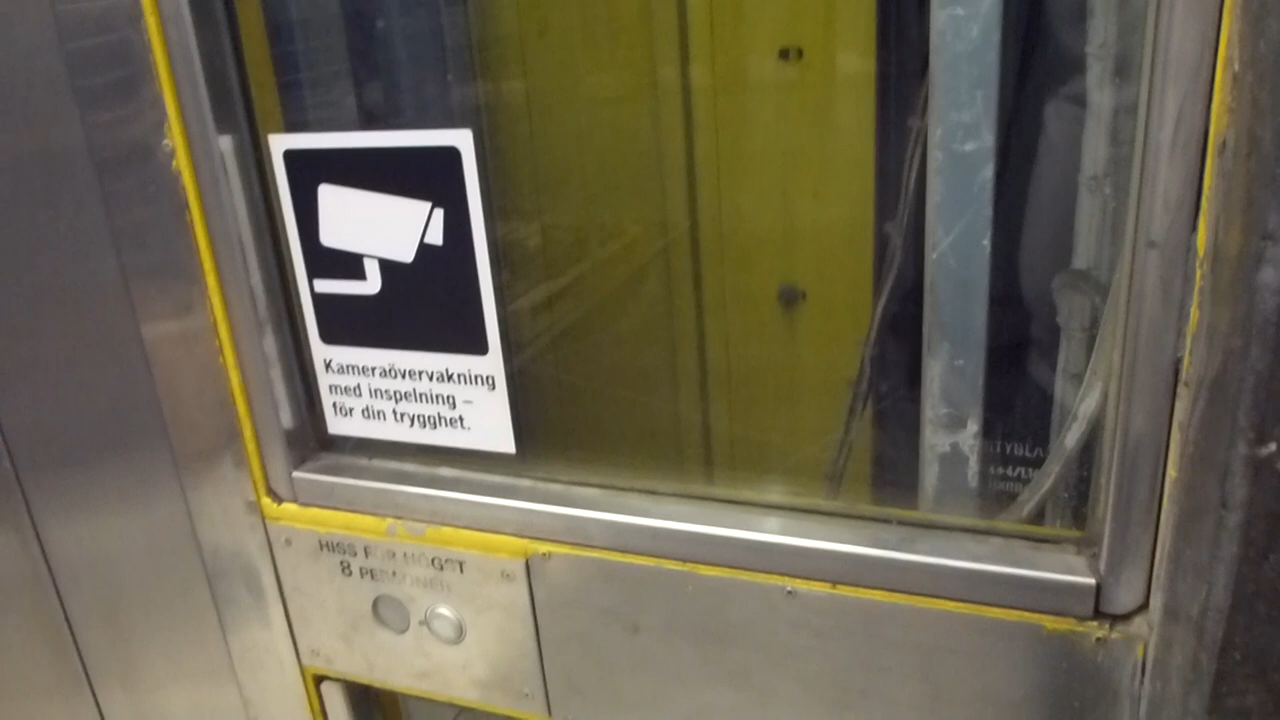 Kameraövervakning
med inspelning –
för din trygghet.
HISS FÖR HÖGST
8 PERSONER